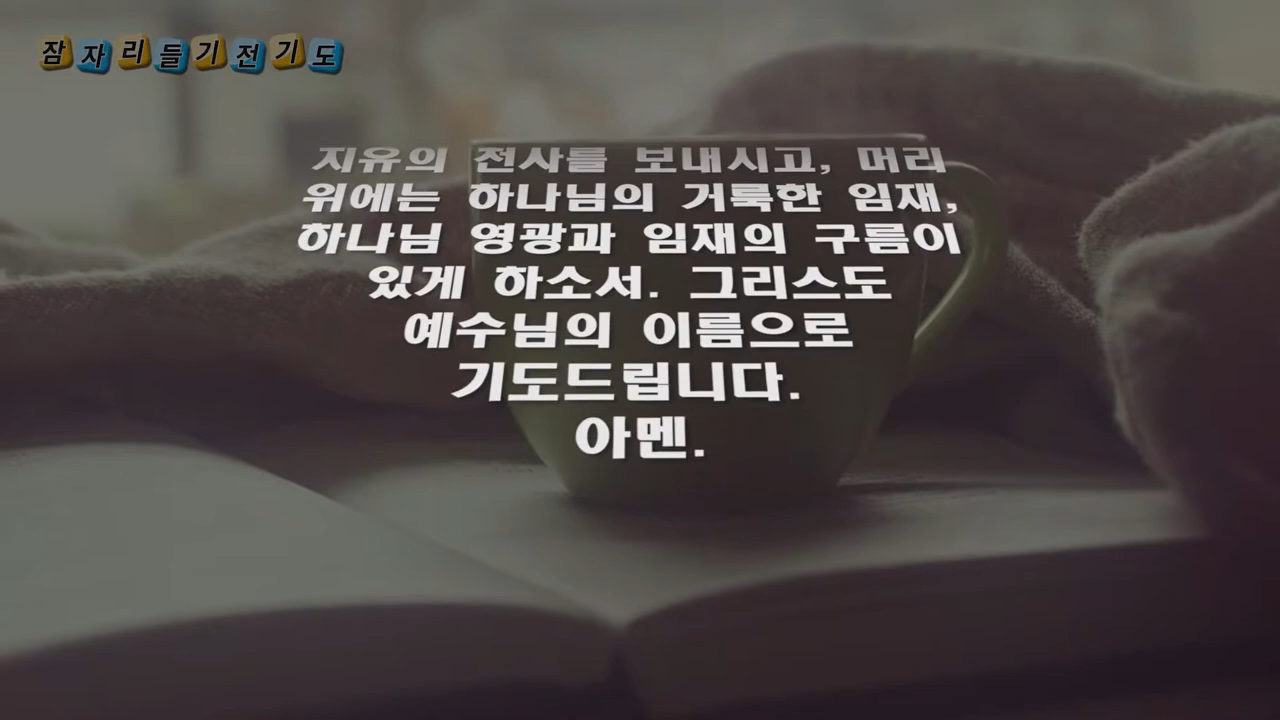 잠자리들기전기도
지유의 전사를 보내시고, 머리
위에는 하나님의 거룩한 임재,
하나님 영광과 임재의 구름이
있게 하소서. 그리스도
예수님의 이름으로
기도드립니다.
아멘.